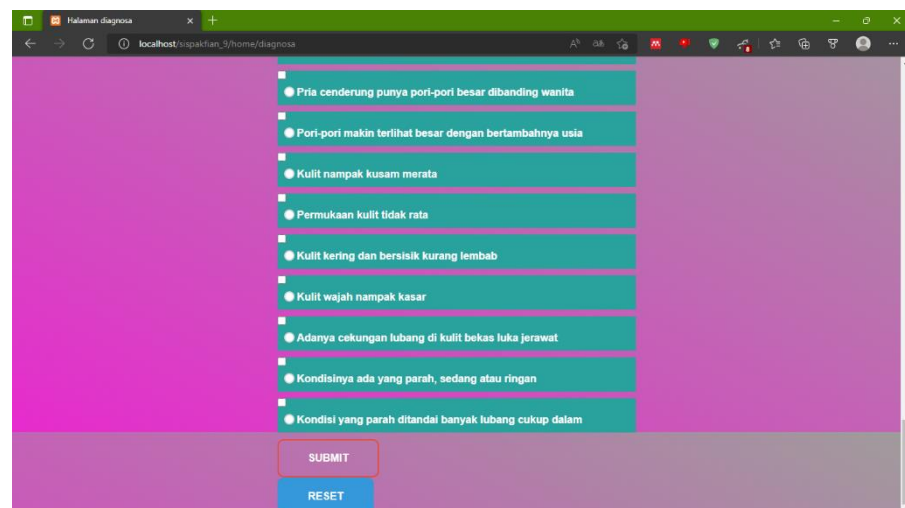 Halaman diagnosa
localhost/sispakfian_9/home/diagnosa
Pria cenderung punya pori-pori besar dibanding wanita
Pori-pori makin terlihat besar dengan bertambahnya usia
Kulit nampak kusam merata
Permukaan kulit tidak rata
Kulit kering dan bersisik kurang lembab
Kulit wajah nampak kasar
Adanya cekungan lubang di kulit bekas luka jerawat
Kondisinya ada yang parah, sedang atau ringan
Kondisi yang parah ditandai banyak lubang cukup dalam
SUBMIT
RESET